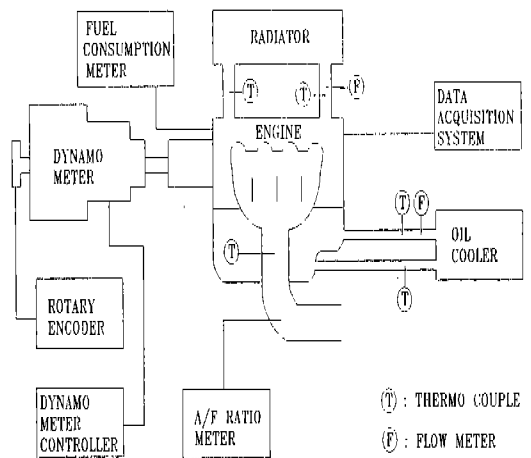 FUEL
CONSUMPTION
METER
RADIATOR
T
T
F
DATA
ACQUISITION
SYSTEM
ENGINE
DYNAMO
METER
T
F
OIL
COOLER
T
T
ROTARY
ENCODER
DYNAMO
METER
CONTROLLER
A/F RATIO
METER
T : THERMO COUPLE
F : FLOW METER